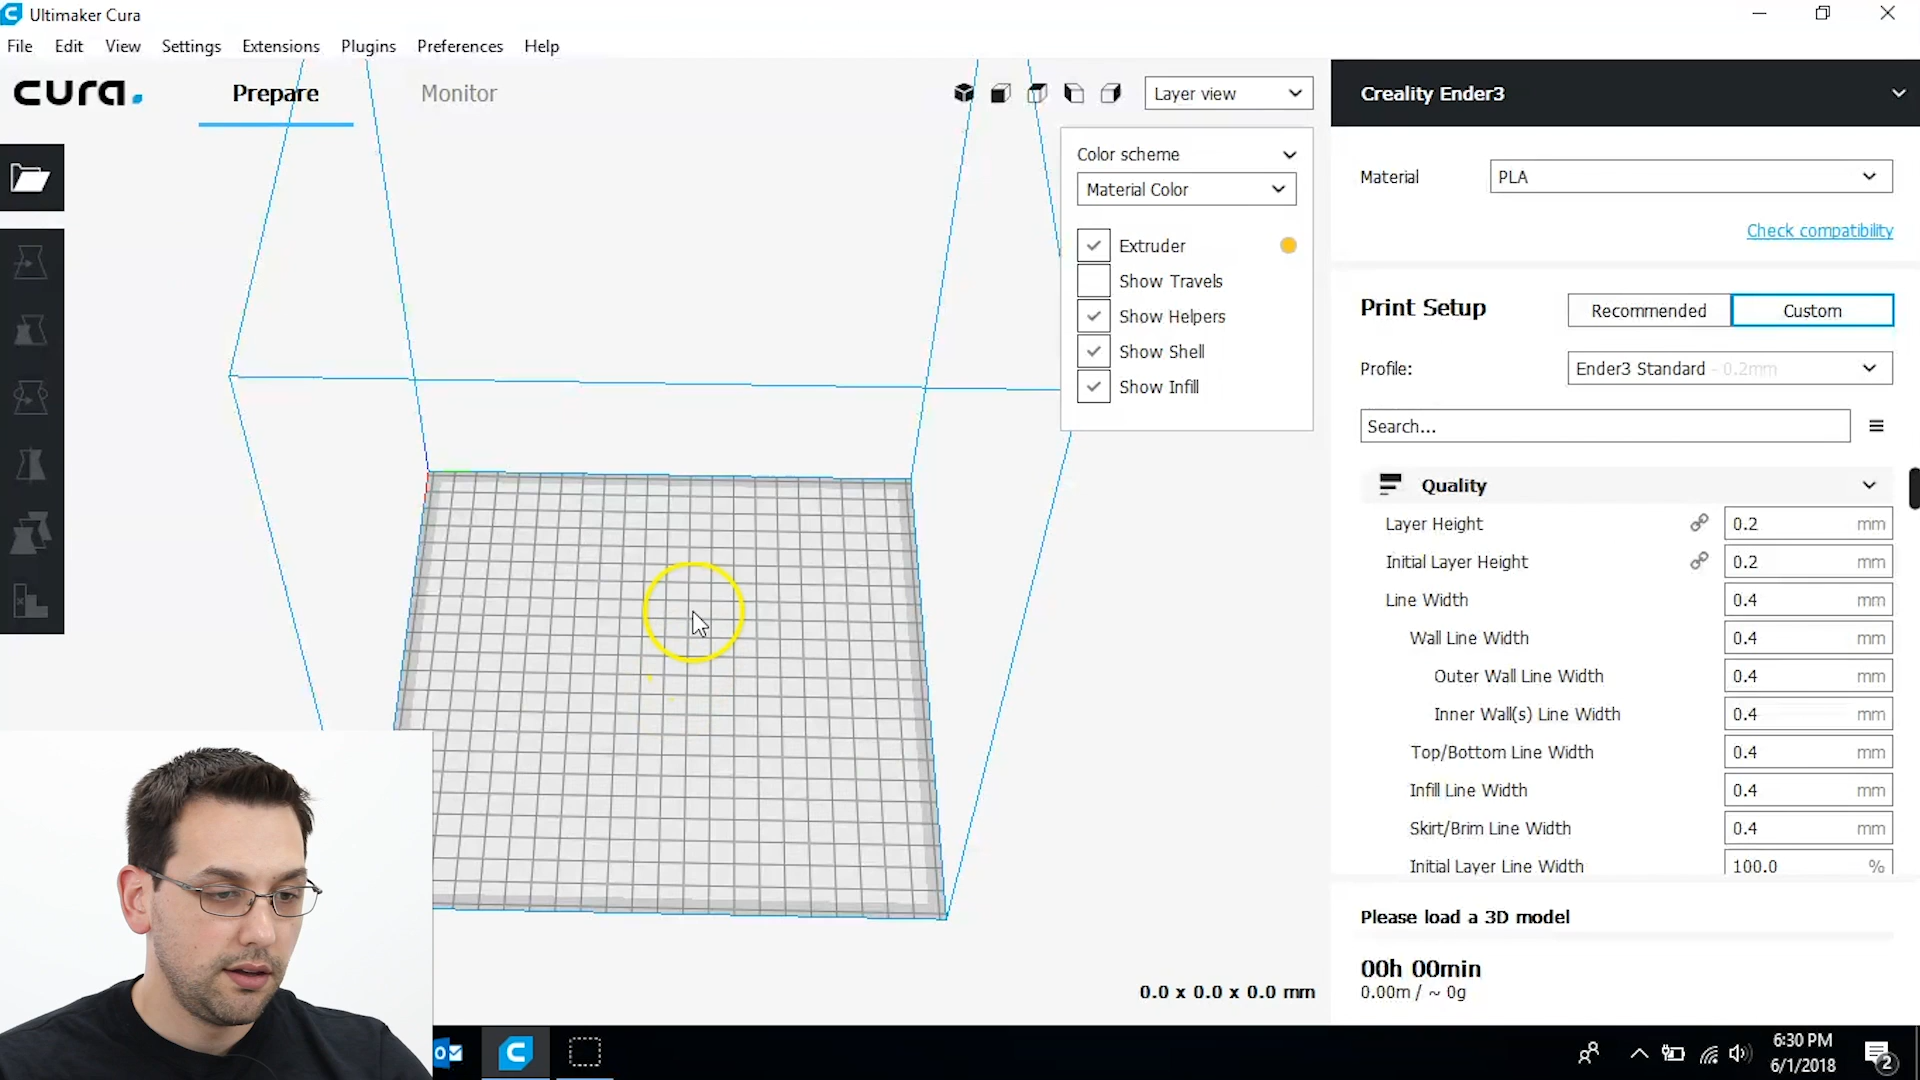 Ultimaker Cura
File Edit View Settings Extensions Plugins Preferences Help
cura.
Prepare
Monitor
Layer view
Creality Ender3
Color scheme
Material Color
Extruder
Show Travels
Show Helpers
Show Shell
Show Infill
Material
PLA
Check compatibility
Print Setup
Recommended
Custom
Profile:
Ender3 Standard - 0.2mm
Search...
Quality
Layer Height 0.2 mm
Initial Layer Height 0.2 mm
Line Width 0.4 mm
Wall Line Width 0.4 mm
Outer Wall Line Width 0.4 mm
Inner Wall(s) Line Width 0.4 mm
Top/Bottom Line Width 0.4 mm
Infill Line Width 0.4 mm
Skirt/Brim Line Width 0.4 mm
Initial Layer Line Width 100.0 %
Please load a 3D model
00h 00min
0.00m / ~ 0g
0.0 x 0.0 x 0.0 mm
6:30 PM
6/1/2018
2